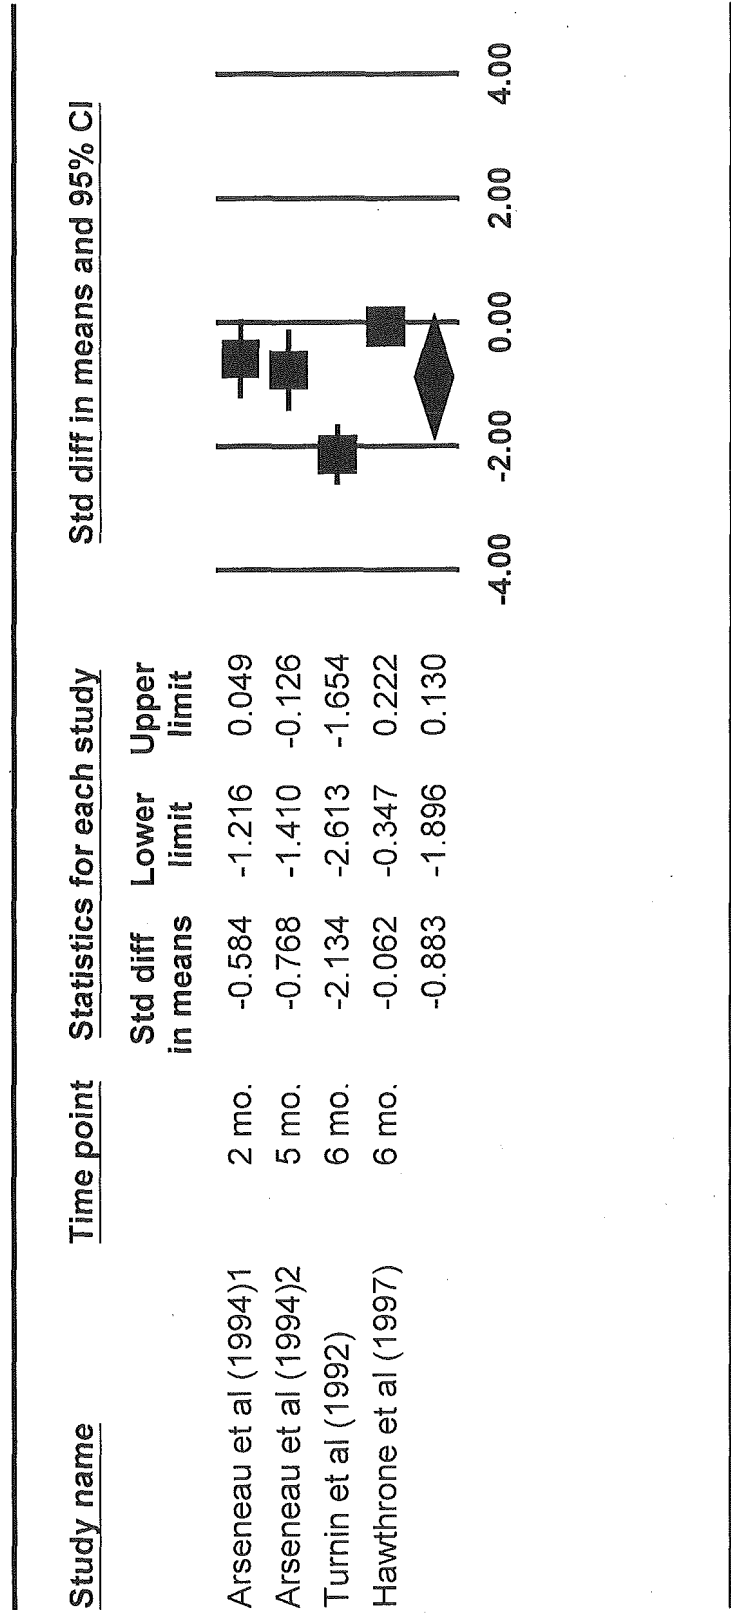 Study name Time point Statistics for each study Std diff in means and 95% CI
Std diff Lower Upper
in means limit limit
Arseneau et al (1994)1 2 mo. -0.584 -1.216 0.049
Arseneau et al (1994)2 5 mo. -0.768 -1.410 -0.126
Turnin et al (1992) 6 mo. -2.134 -2.613 -1.654
Hawthrone et al (1997) 6 mo. -0.062 -0.347 0.222
-0.883 -1.896 0.130
-4.00 -2.00 0.00 2.00 4.00